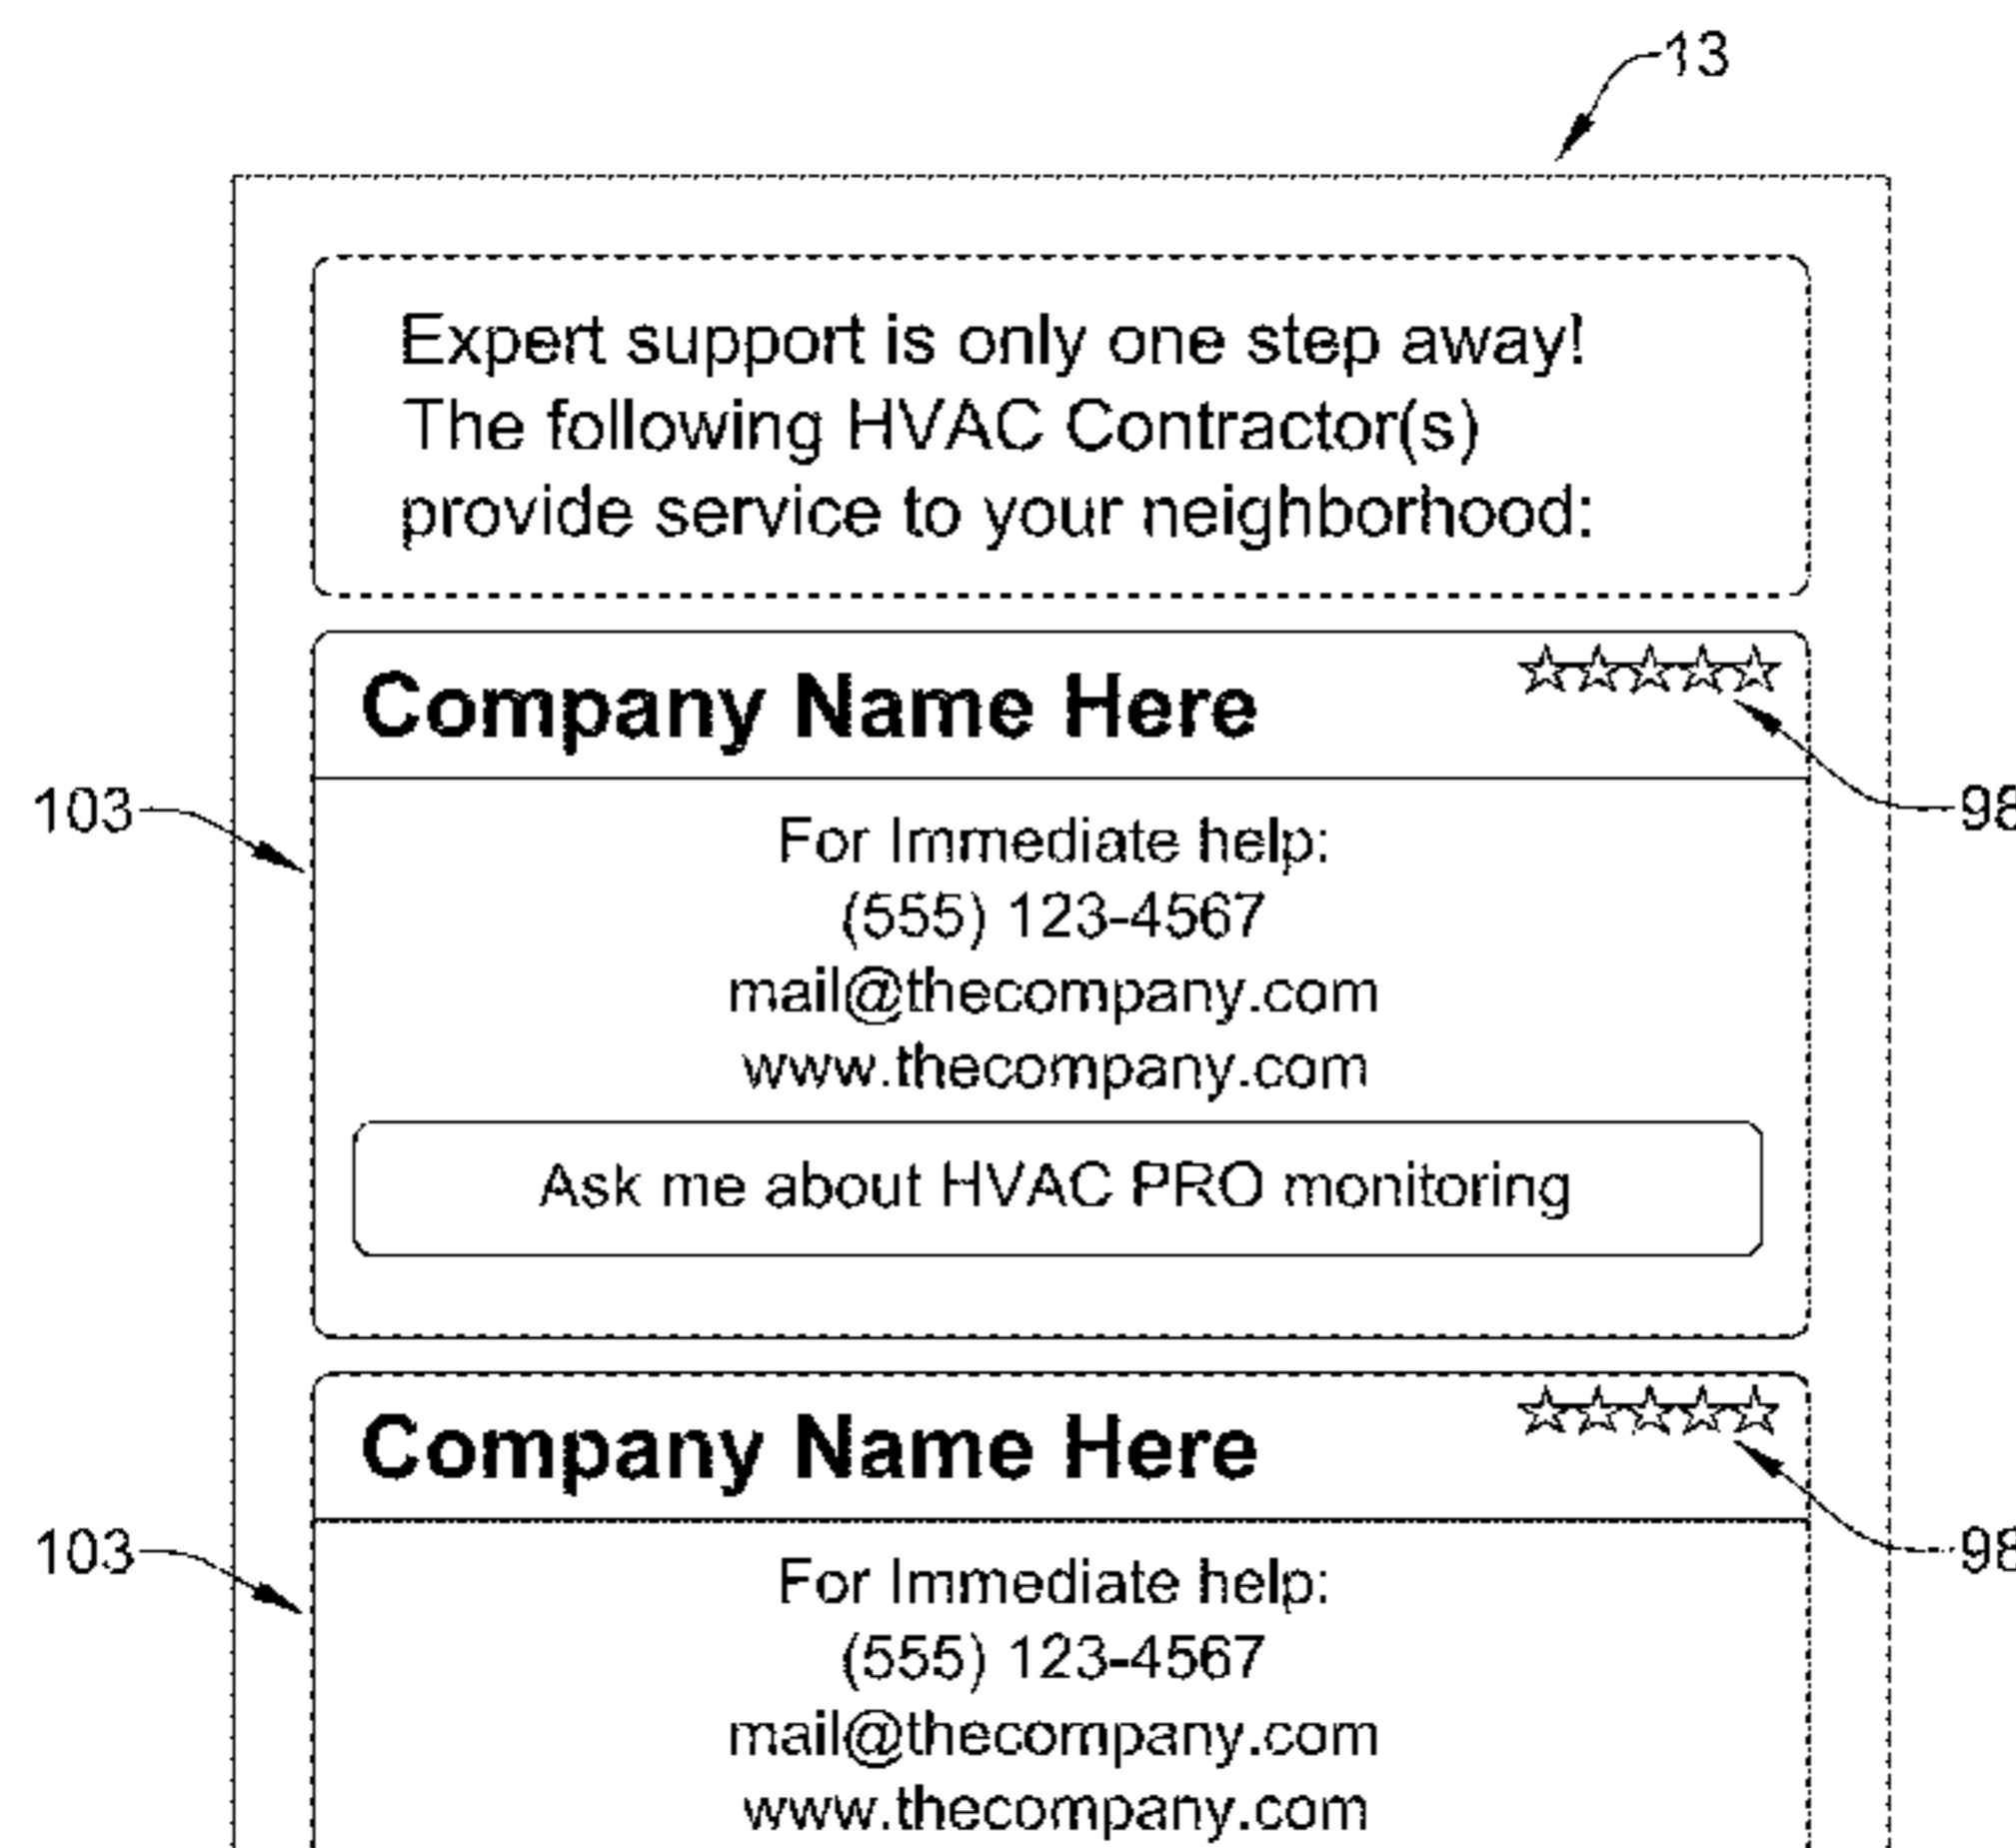 13
Expert support is only one step away!
The following HVAC Contractor(s)
provide service to your neighborhood:
Company Name Here
98
103
For Immediate help:
(555) 123-4567
mail@thecompany.com
www.thecompany.com
Ask me about HVAC PRO monitoring
Company Name Here
98
103
For Immediate help:
(555) 123-4567
mail@thecompany.com
www.thecompany.com